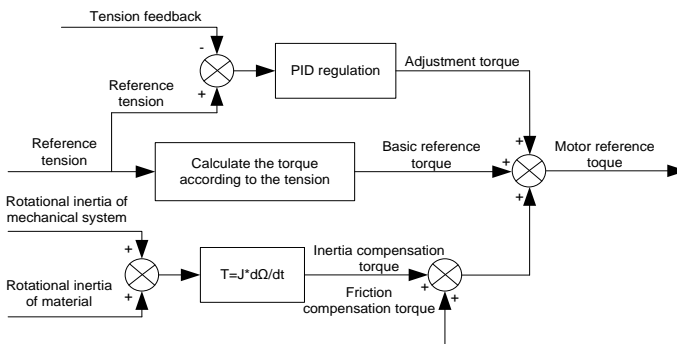 Tension feedback
-
+
PID regulation
Adjustment torque
Reference
tension
Reference
tension
Calculate the torque
according to the tension
Basic reference
torque
+
+
+
Motor reference
toque
Rotational inertia of
mechanical system
+
+
Rotational inertia
of material
T=J*dΩ/dt
Inertia compensation
torque
+
+
Friction
compensation torque